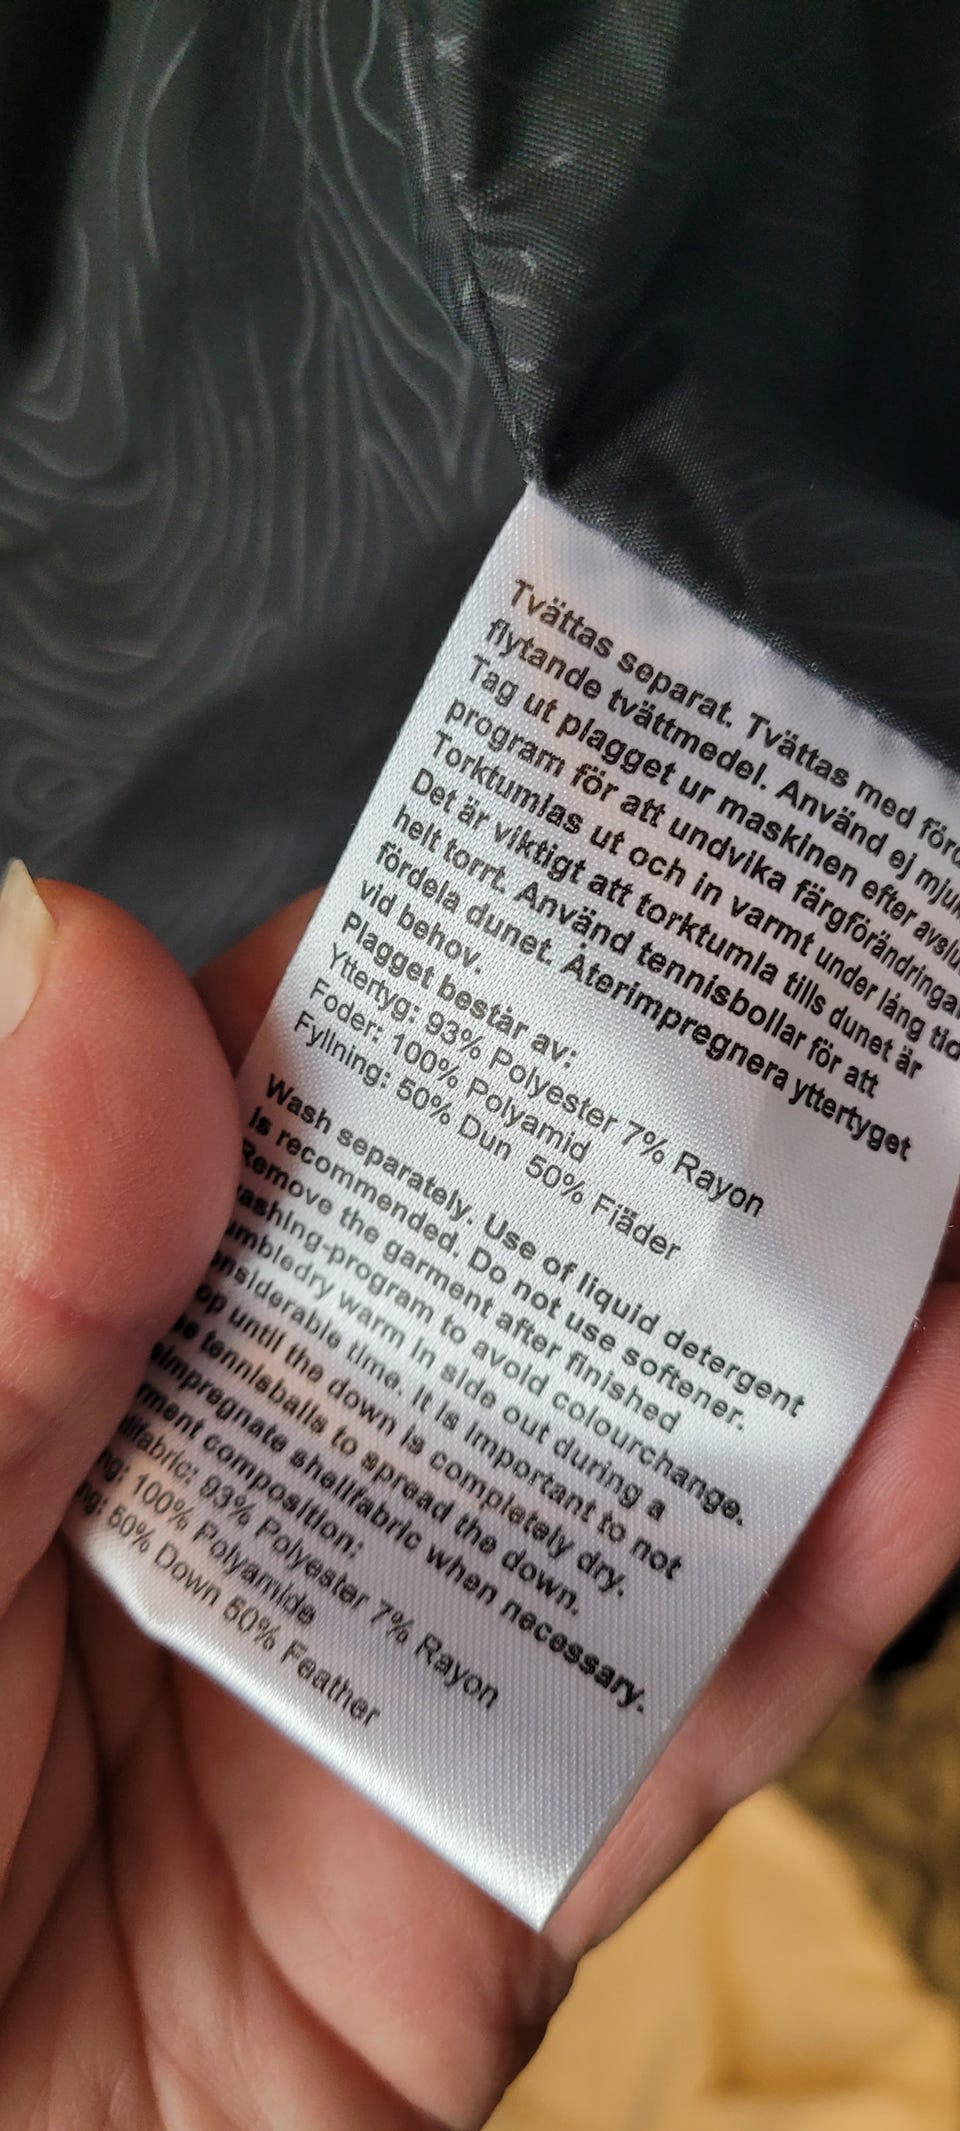 Tvättas separat. Tvättas med
flytande tvättmedel. Använd ej
Tag ut plagget ur maskinen efter
program för att undvika
Torktumlas ut och in varmt under lång
Det är viktigt att torktumla tills dunet är
helt torrt. Använd tennisbollar för att
fördela dunet. Återimpregnera yttertyget
vid behov.
Plagget består av:
Yttertyg: 93% Polyester 7% Rayon
Foder: 100% Polyamid
Fyllning: 50% Dun 50% Fjäder
Wash separately. Use of liquid detergent
is recommended. Do not use softener.
Remove the garment after finished
washing-program to avoid colourchange.
warm in side out during a
time. It is important to not
until the down is completely dry.
tennisballs to spread the down.
shellfabric when necessary.
composition:
93% Polyester 7% Rayon
100% Polyamide
50% Down 50% Feather